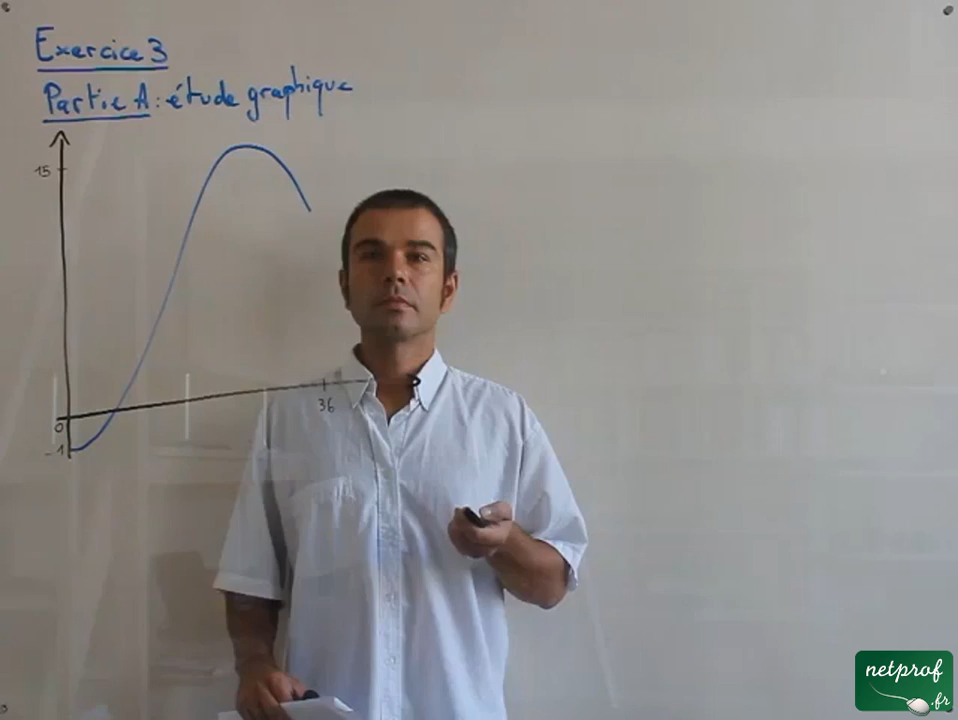 Exercice 3
Partie A : étude graphique
15
36
0
-1
netprof
.fr